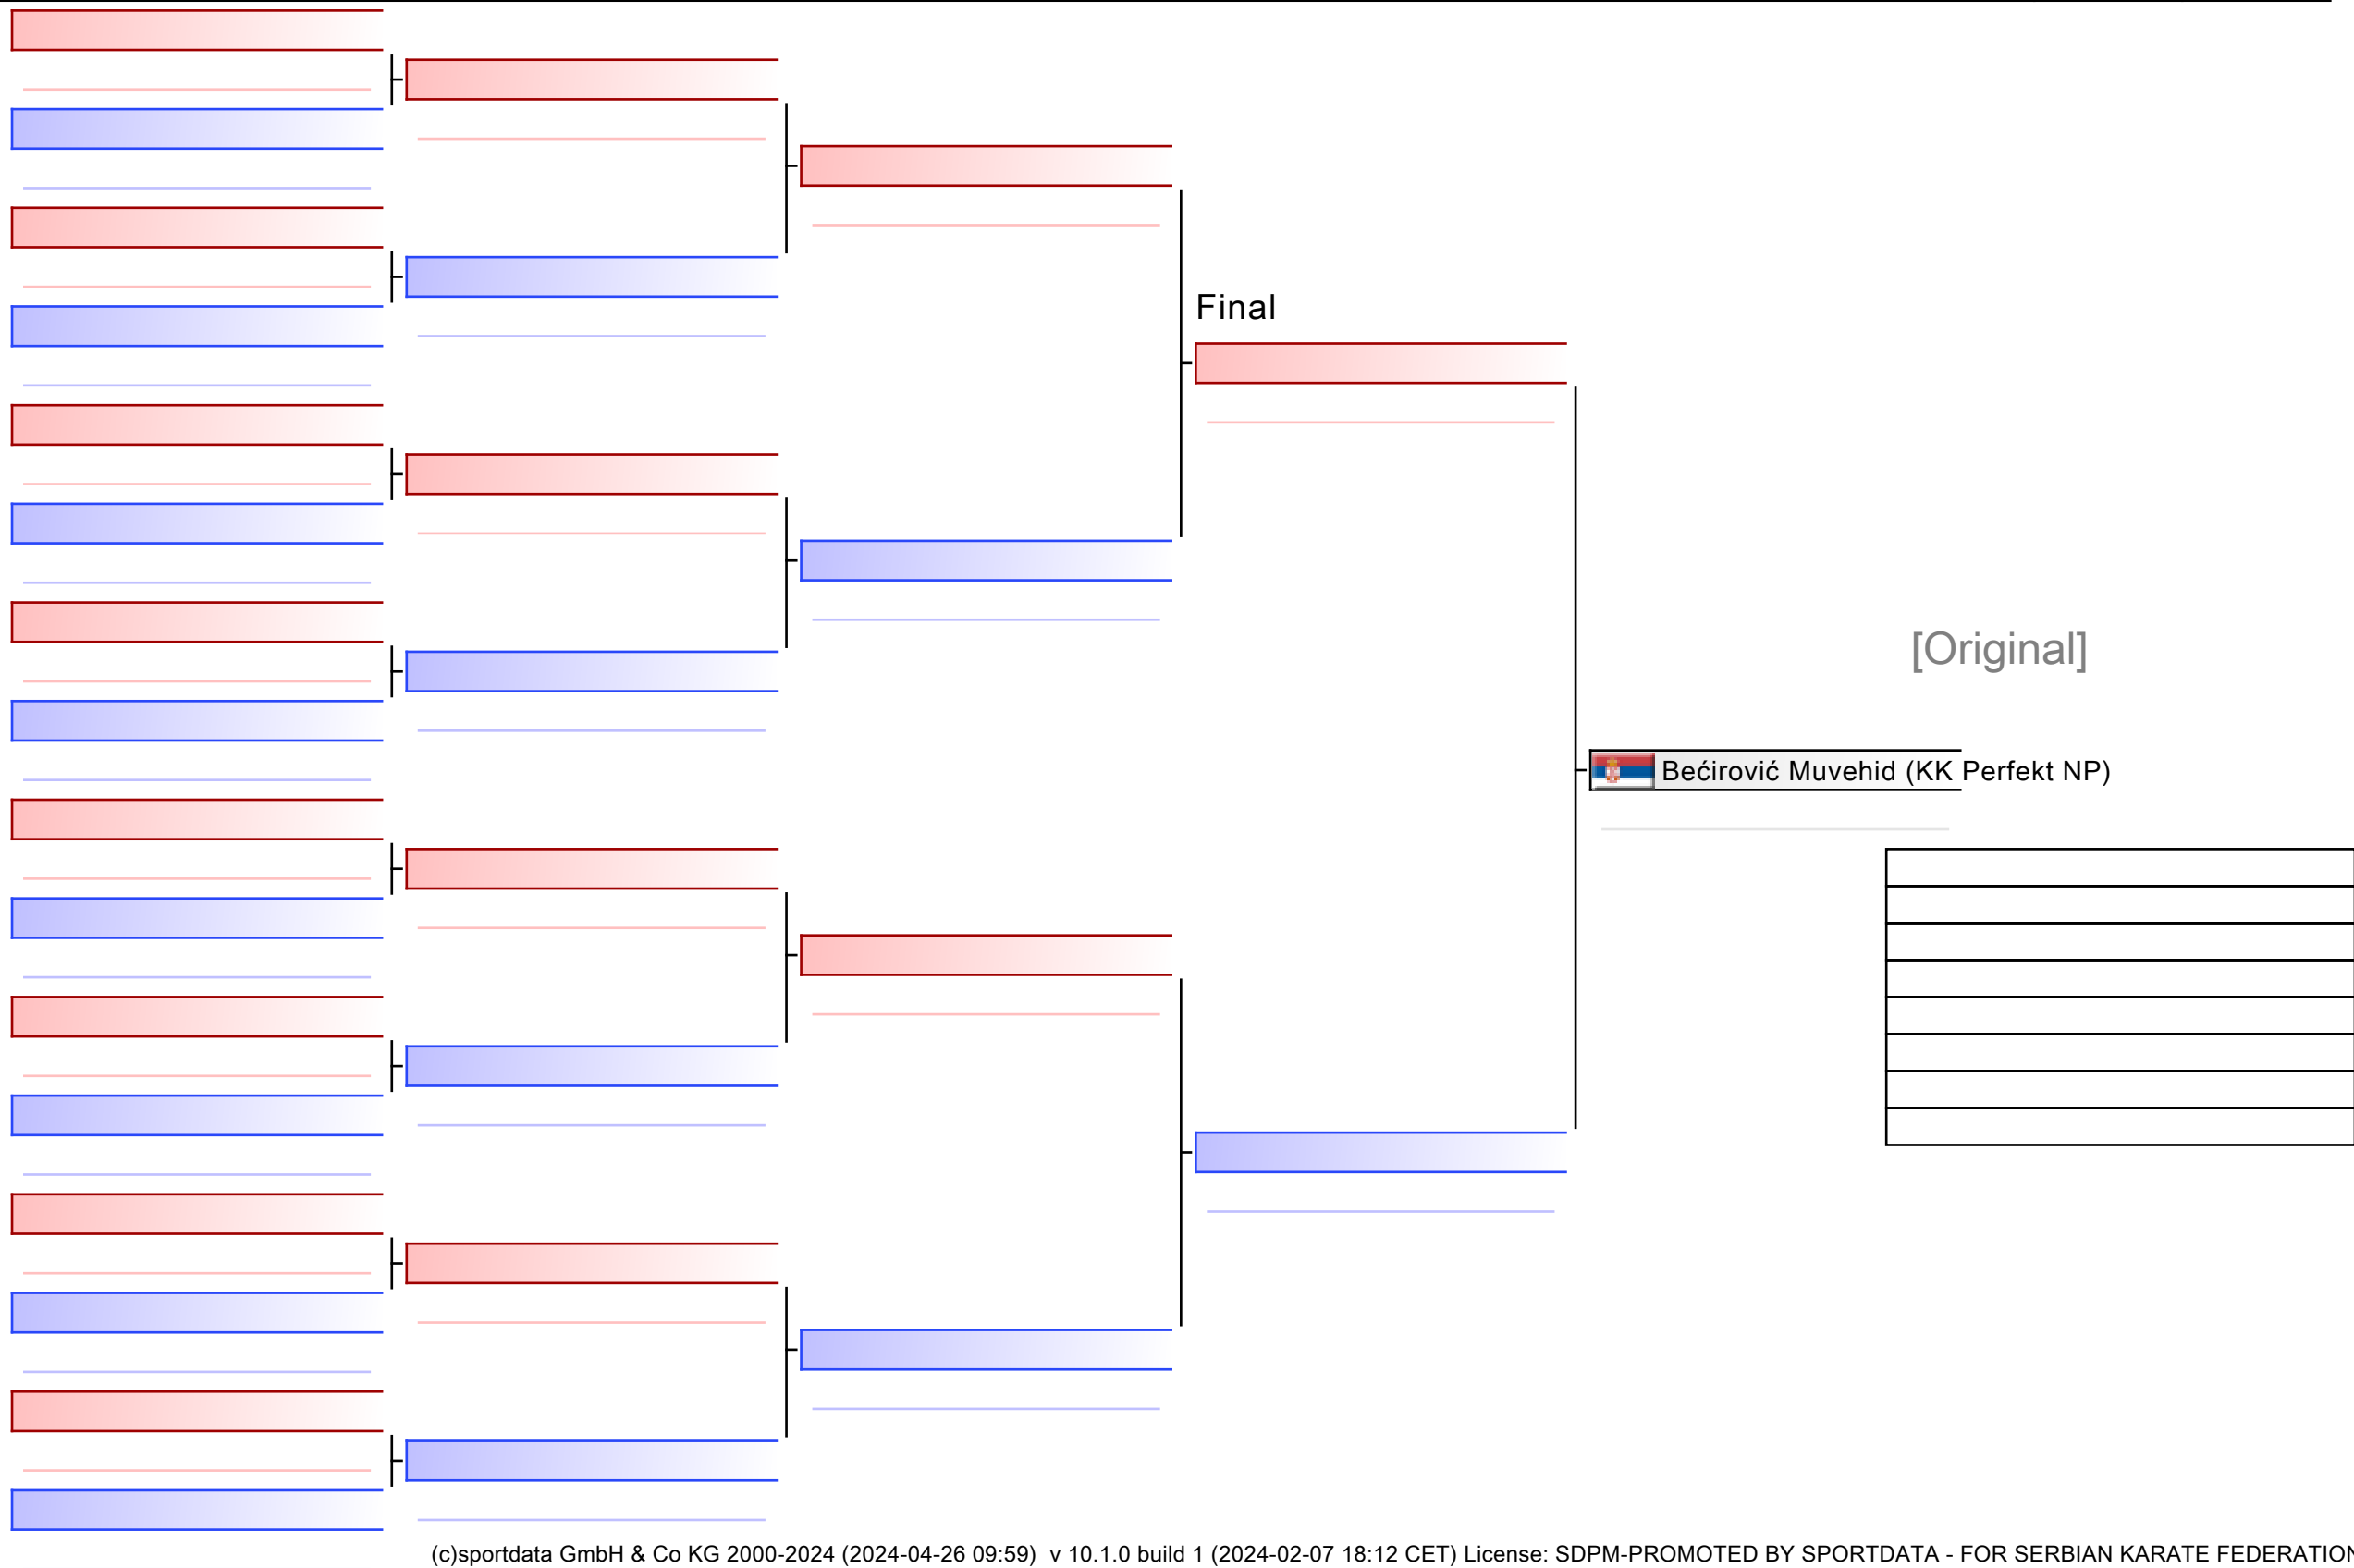 Final
[Original]
Bećirović Muvehid (KK Perfekt NP)
(c)sportdata GmbH & Co KG 2000-2024 (2024-04-26 09:59) v 10.1.0 build 1 (2024-02-07 18:12 CET) License: SDPM-PROMOTED BY SPORTDATA - FOR SERBIAN KARATE FEDERATION